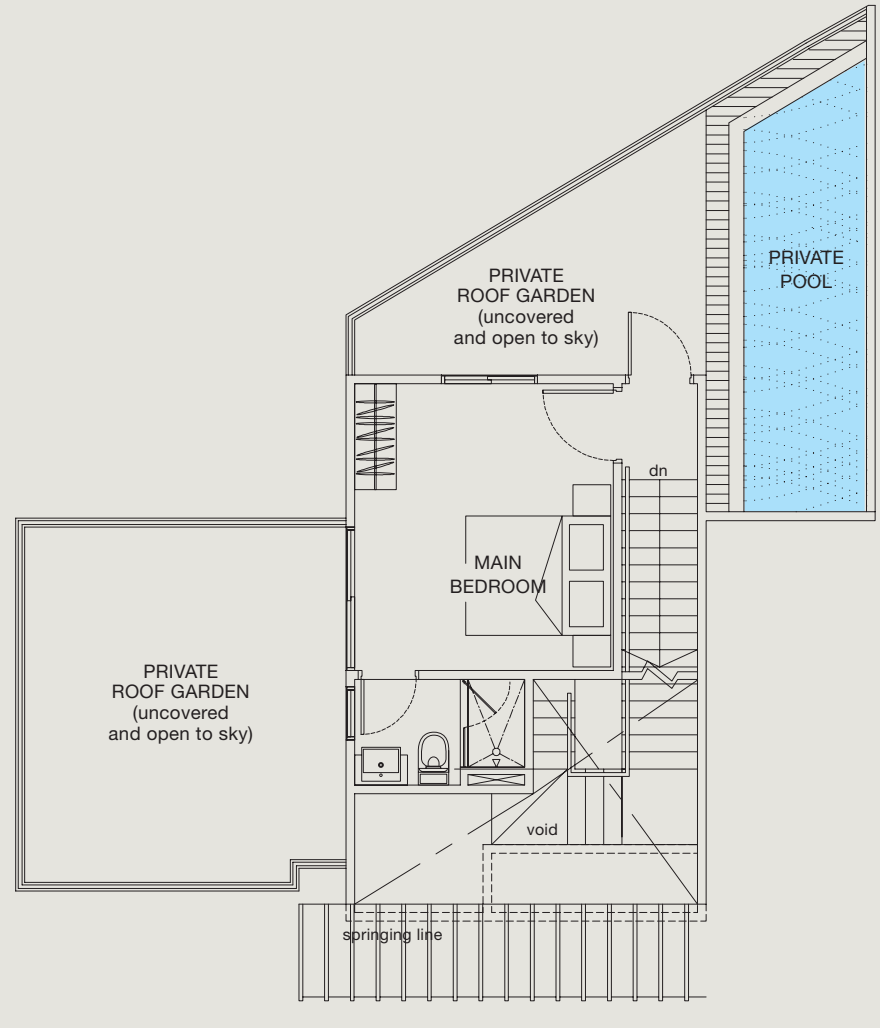 PRIVATE
POOL
PRIVATE
ROOF GARDEN
(uncovered
and open to sky)
dn
MAIN
BEDROOM
PRIVATE
ROOF GARDEN
(uncovered
and open to sky)
void
springing line